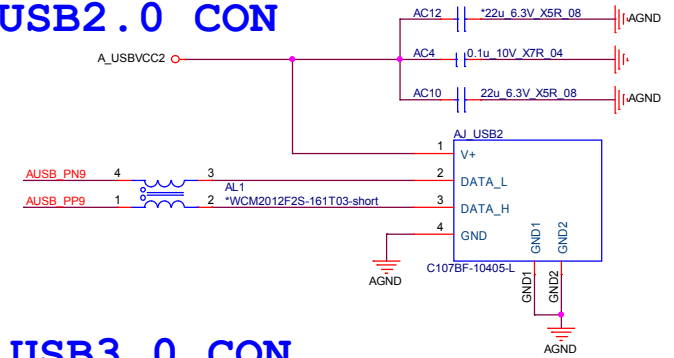 USB2.0 CON
AC12 *22u_6.3V_X5R_08 AGND
A_USBVCC2 AC4 0.1u_10V_X7R_04
AC10 22u_6.3V_X5R_08 AGND
AJ_USB2
1 V+
AUSB_PN9 4 3 2 DATA_L
AL1
AUSB_PP9 1 2 *WCM2012F2S-161T03-short 3 DATA_H
4 GND
GND1 GND2
C107BF-10405-L
AGND
GND1 GND2
AGND
USB3.0 CON